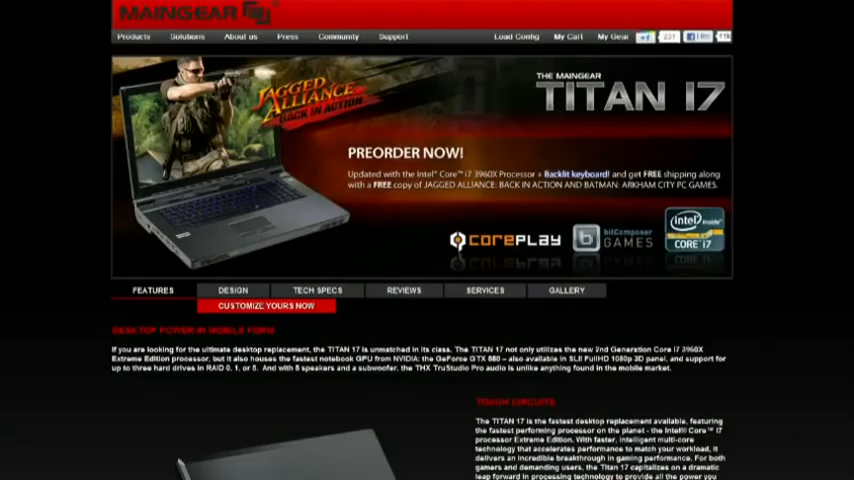 MAINGEAR
Products Solutions About us Press Community Support Load Config My Cart My Gear
JAGGED
ALLIANCE
BACK IN ACTION
THE MAINGEAR
TITAN 17
PREORDER NOW!
Updated with the Intel® Core™ i7 3960X Processor + Backlit keyboard! and get FREE shipping along
with a FREE copy of JAGGED ALLIANCE: BACK IN ACTION AND BATMAN: ARKHAM CITY PC GAMES.
COREPLAY
bitComposer
GAMES
intel inside
CORE i7
FEATURES DESIGN TECH SPECS REVIEWS SERVICES GALLERY
CUSTOMIZE YOURS NOW
DESKTOP POWER IN MOBILE FORM
If you are looking for the ultimate desktop replacement, the TITAN 17 is unmatched in its class. The TITAN 17 not only utilizes the new 2nd Generation Core i7 3960X
Extreme Edition processor, but it also houses the fastest notebook GPU from NVIDIA: the GeForce GTX 580 – also available in SLI! FullHD 1080p 3D panel, and support for
up to three hard drives in RAID 0, 1, or 5. And with 5 speakers and a subwoofer, the THX TruStudio Pro audio is unlike anything found in the mobile market.
TOUGH CIRCUITS
The TITAN 17 is the fastest desktop replacement available, featuring
the fastest performing processor on the planet - the Intel® Core™ i7
processor Extreme Edition. With faster, intelligent multi-core
technology that accelerates performance to match your workload, it
delivers an incredible breakthrough in gaming performance. For both
gamers and demanding users, the Titan 17 capitalizes on a dramatic
leap forward in processing technology to provide all the power you